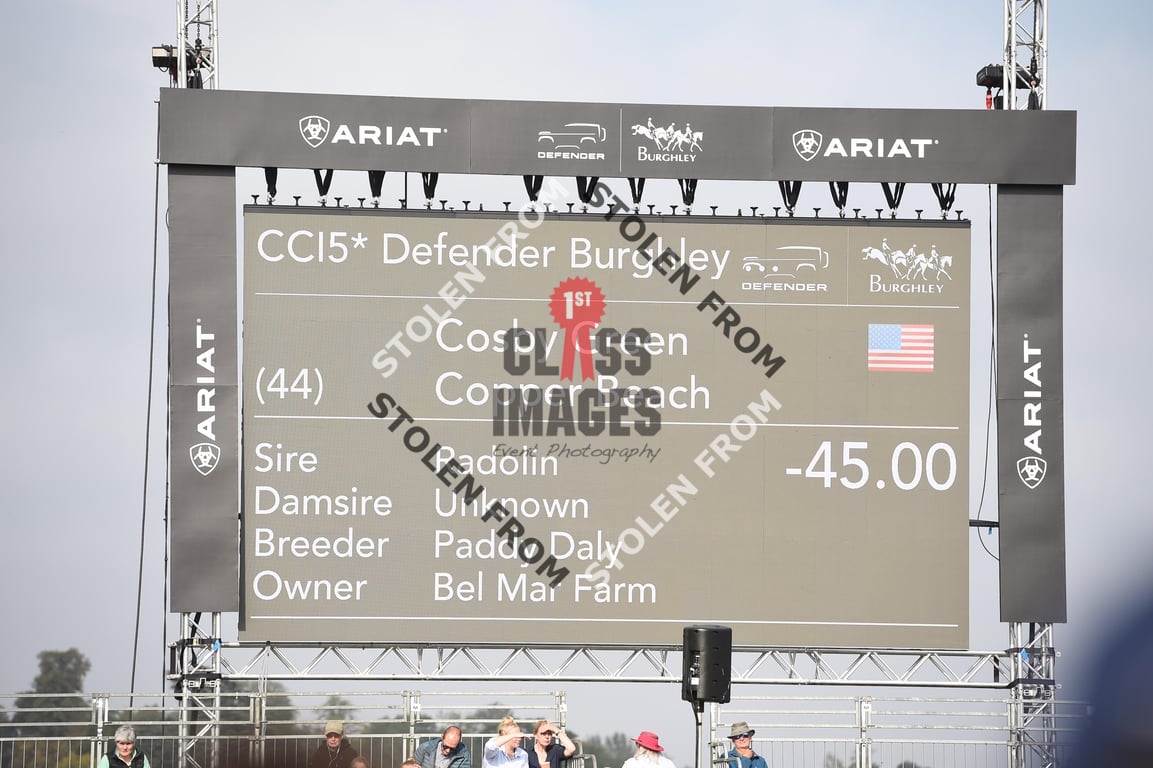 ARIAT
DEFENDER
BURGHLEY
ARIAT
CCI5* Defender Burghley
DEFENDER
BURGHLEY
Cosby Green
(44) Copper Beach
Sire Radolin -45.00
Damsire Unknown
Breeder Paddy Daly
Owner Bel Mar Farm
ARIAT
ARIAT
STOLEN FROM
STOLEN FROM
STOLEN FROM
STOLEN FROM
1ST
CLASS
IMAGES
Event Photography